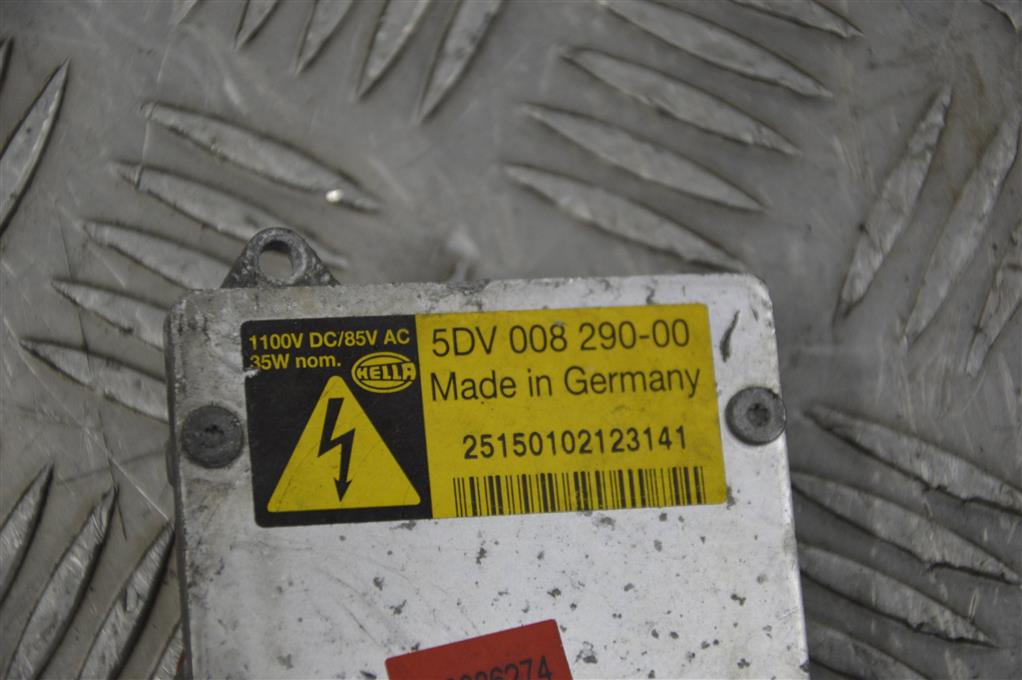 1100V DC/85V AC
35W nom.
HELLA
5DV 008 290-00
Made in Germany
25150102123141